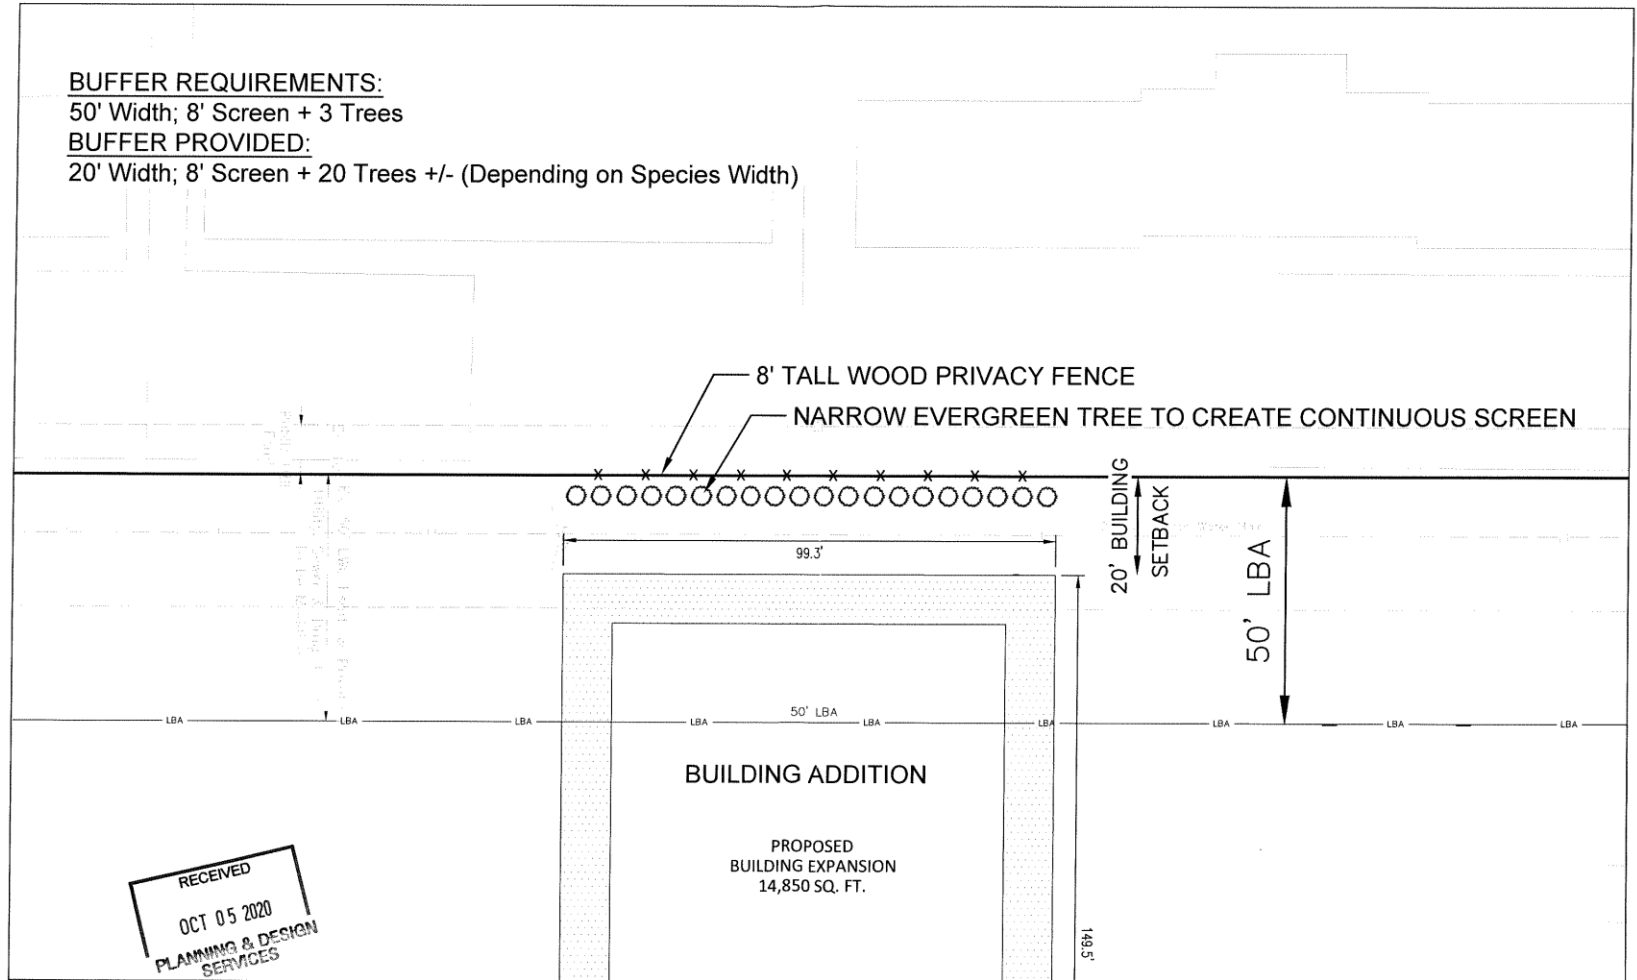 BUFFER REQUIREMENTS:
50' Width; 8' Screen + 3 Trees
BUFFER PROVIDED:
20' Width; 8' Screen + 20 Trees +/- (Depending on Species Width)
8' TALL WOOD PRIVACY FENCE
NARROW EVERGREEN TREE TO CREATE CONTINUOUS SCREEN
20' BUILDING
SETBACK
Water Main
99.3'
50' LBA
LBA
LBA
LBA
LBA
50' LBA
LBA
LBA
LBA
LBA
LBA
BUILDING ADDITION
PROPOSED
BUILDING EXPANSION
14,850 SQ. FT.
149.5'
RECEIVED
OCT 05 2020
PLANNING & DESIGN
SERVICES